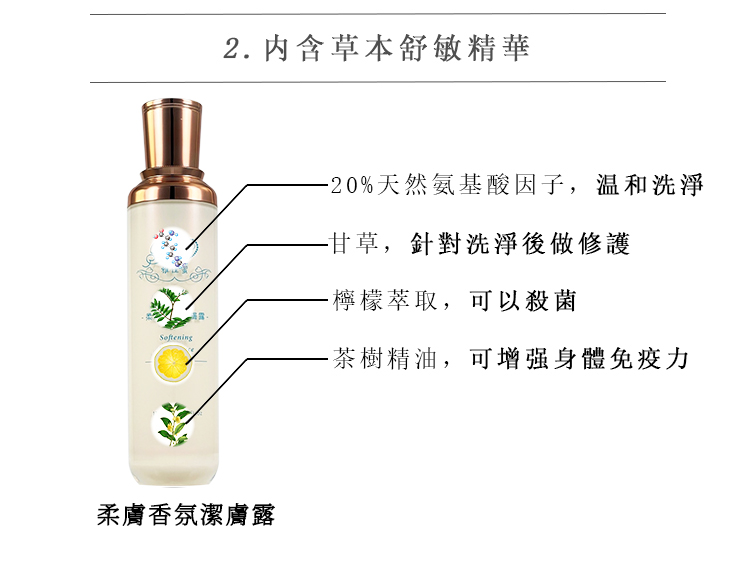 2.内含草本舒敏精華
20%天然氨基酸因子，温和洗淨
甘草，針對洗淨後做修護
檸檬萃取，可以殺菌
茶樹精油，可增强身體免疫力
Softening
柔膚香氛潔膚露